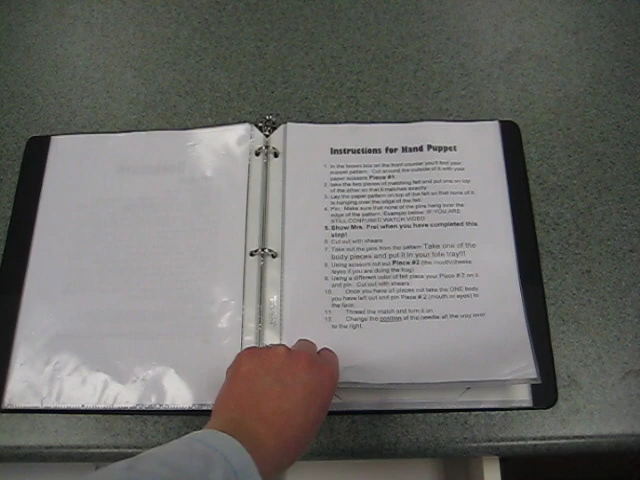 Instructions for Hand Puppet
1. In the brown box on the front counter you'll find your
puppet pattern. Cut around the outside of it with your
paper scissors Piece #1
2. take the two pieces of matching felt and put one on top
of the other so that it matches exactly
3. Lay the paper pattern on top of the felt so that none of it
is hanging over the edge of the felt.
4. Pin. Make sure that none of the pins hang over the
edge of the pattern. Example below. IF YOU ARE
STILL CONFUSED WATCH VIDEO
5. Show Mrs. Frei when you have completed this
step!
6. Cut out with shears
7. Take out the pins from the pattern Take one of the
body pieces and put it in your tote tray!!!
8. Using scissors cut out Piece #2 (the mouth/cheeks
/eyes if you are doing the frog)
9. Using a different color of felt place your Piece #2 on it
and pin. Cut out with shears
10. Once you have all pieces cut take the ONE body
you have left out and pin Piece #2 (mouth or eyes) to
the face.
11. Thread the machine and turn it on
12. Change the position of the needle all the way over
to the right.